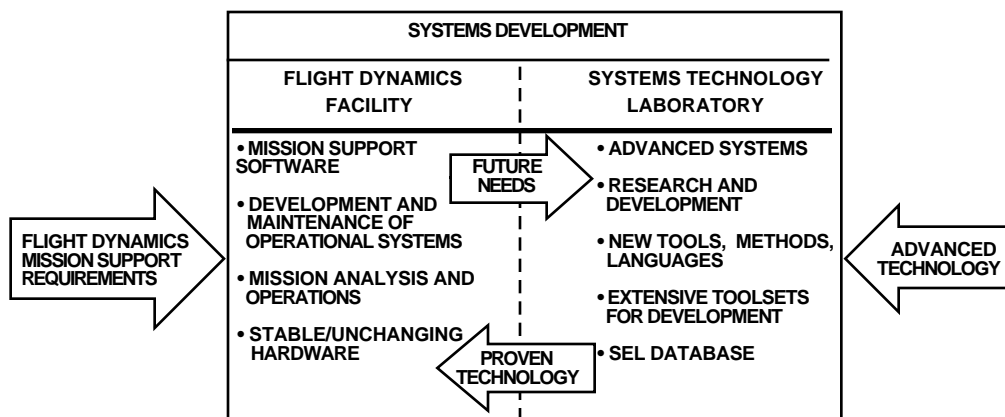 SYSTEMS DEVELOPMENT
FLIGHT DYNAMICS
FACILITY
SYSTEMS TECHNOLOGY
LABORATORY
• MISSION SUPPORT
SOFTWARE
• DEVELOPMENT AND
MAINTENANCE OF
OPERATIONAL SYSTEMS
• MISSION ANALYSIS AND
OPERATIONS
• STABLE/UNCHANGING
HARDWARE
FUTURE
NEEDS
PROVEN
TECHNOLOGY
• ADVANCED SYSTEMS
• RESEARCH AND
DEVELOPMENT
• NEW TOOLS, METHODS,
LANGUAGES
• EXTENSIVE TOOLSETS
FOR DEVELOPMENT
• SEL DATABASE
FLIGHT DYNAMICS
MISSION SUPPORT
REQUIREMENTS
ADVANCED
TECHNOLOGY